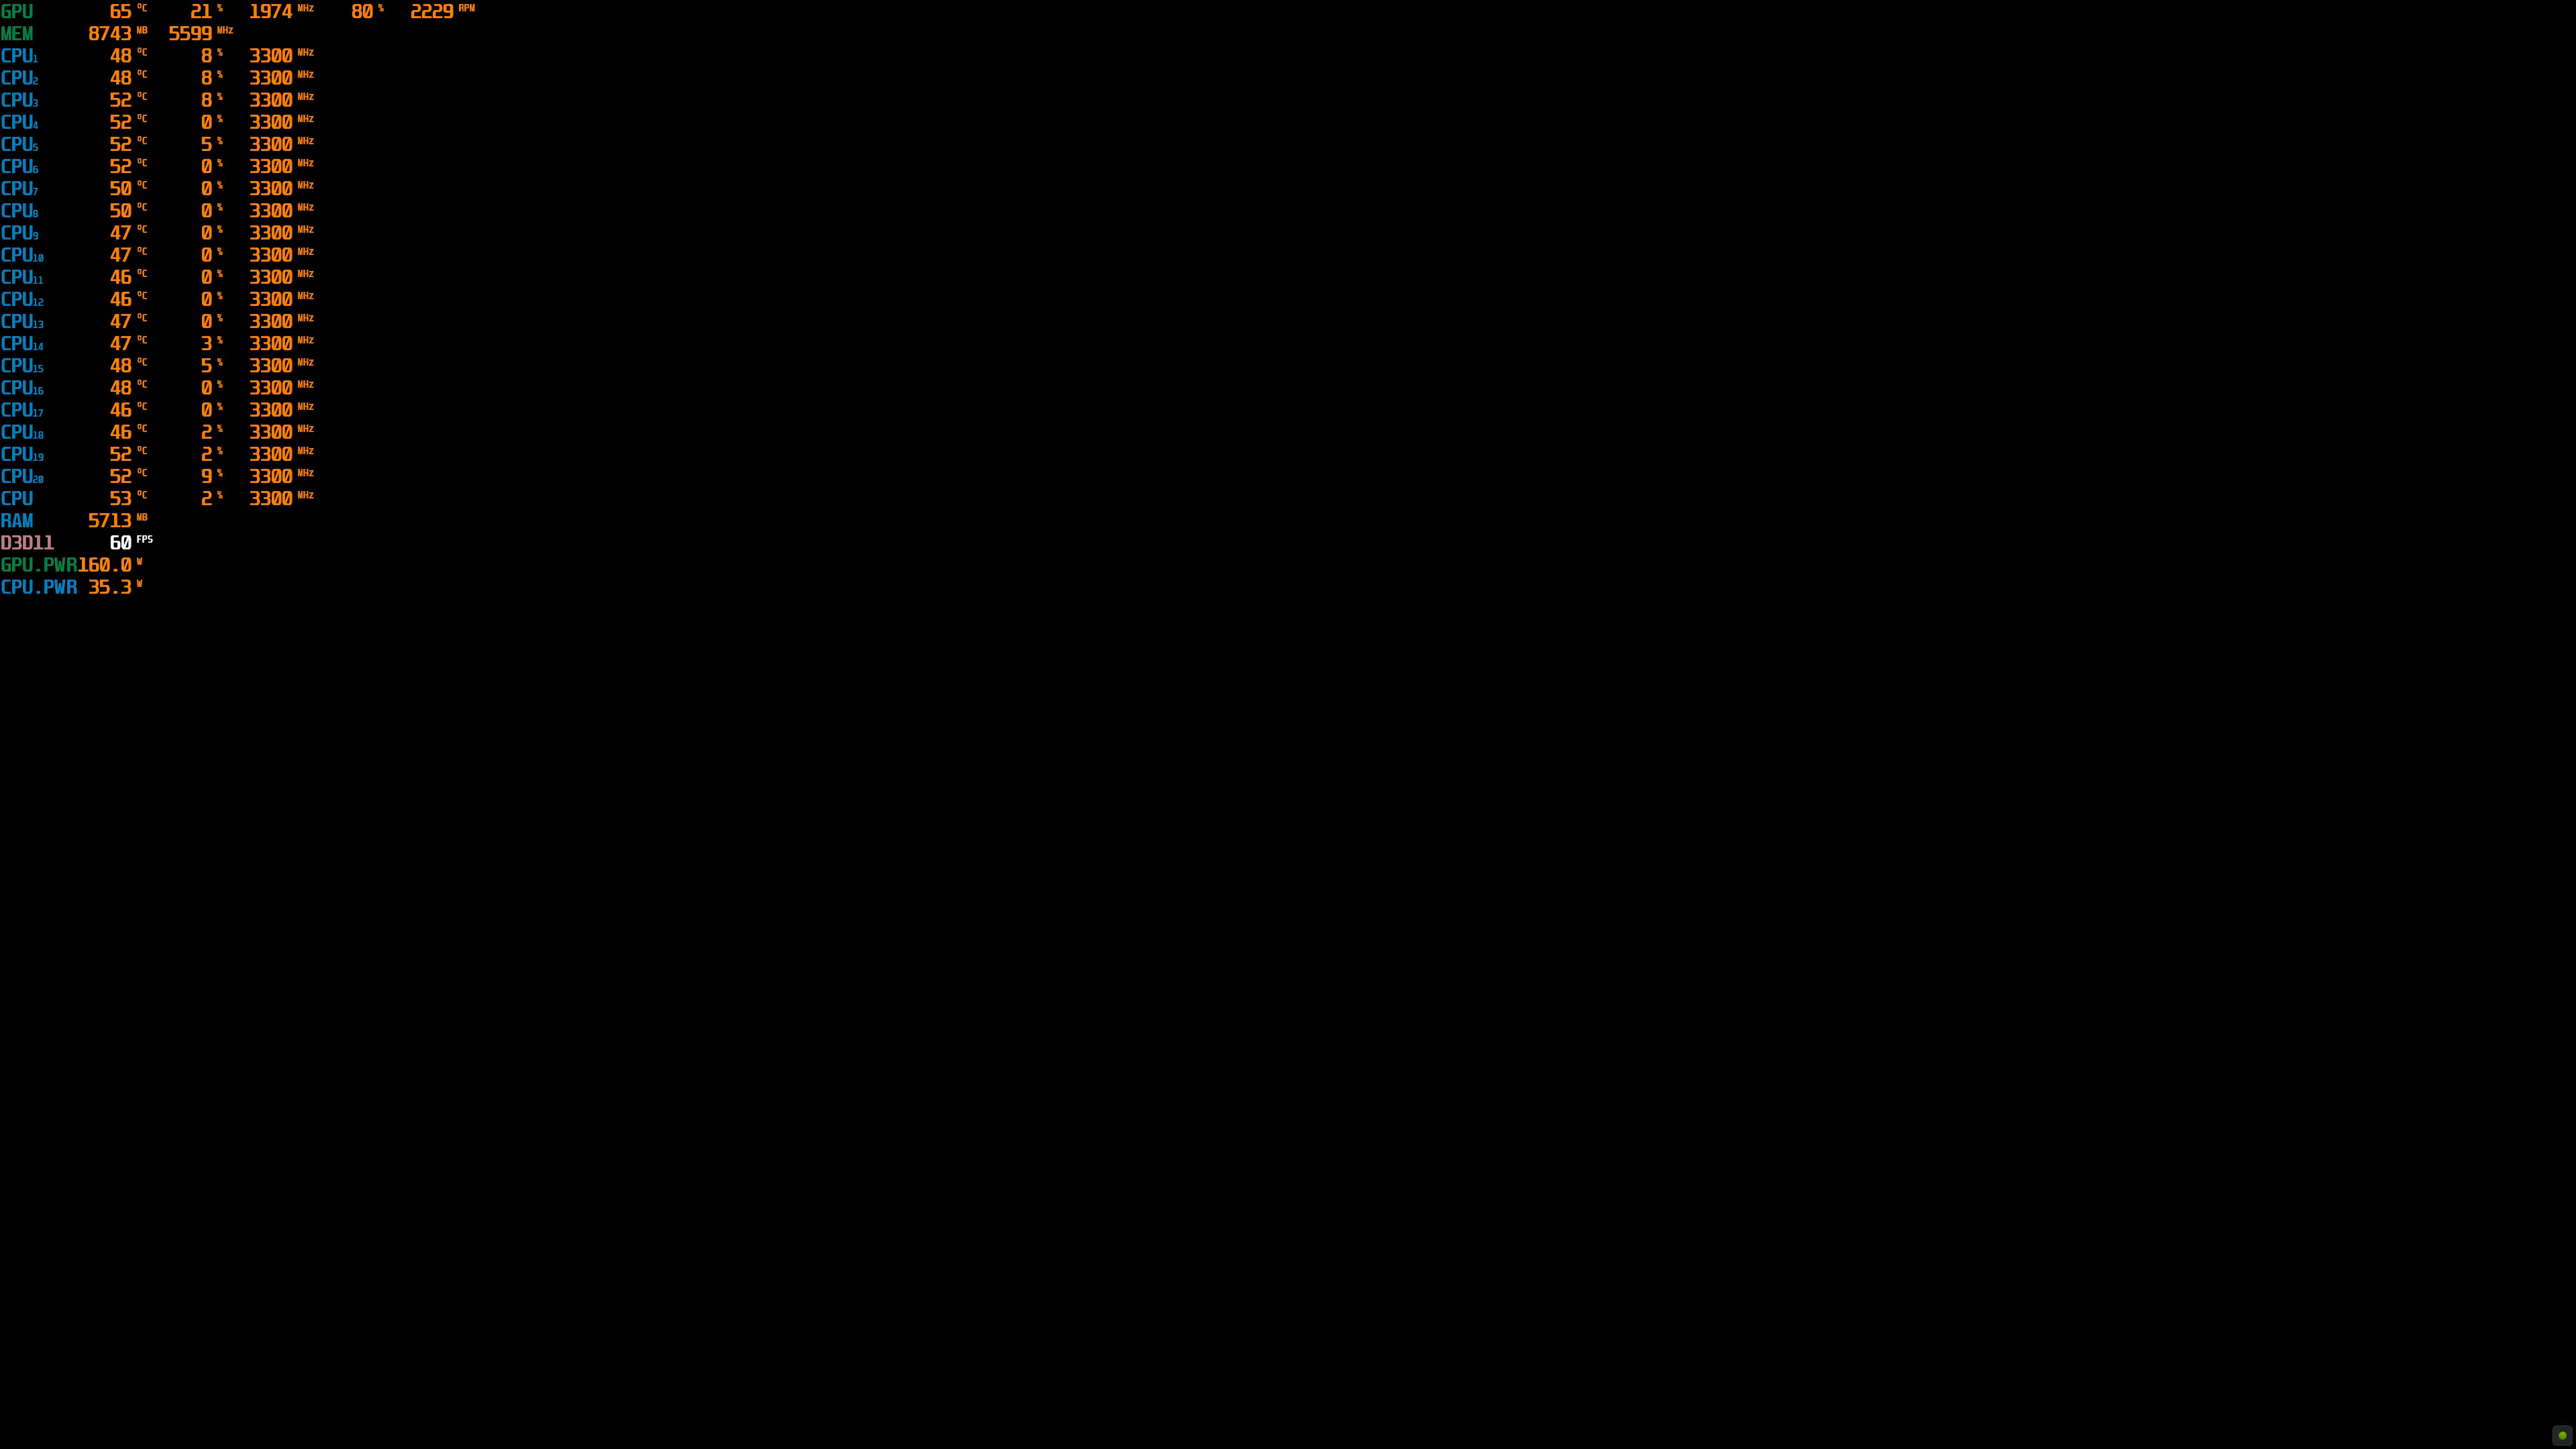 GPU 65 °C 21 % 1974 MHz 80 % 2229 RPM
MEM 8743 MB 5599 MHz
CPU1 48 °C 8 % 3300 MHz
CPU2 48 °C 8 % 3300 MHz
CPU3 52 °C 8 % 3300 MHz
CPU4 52 °C 0 % 3300 MHz
CPU5 52 °C 5 % 3300 MHz
CPU6 52 °C 0 % 3300 MHz
CPU7 50 °C 0 % 3300 MHz
CPU8 50 °C 0 % 3300 MHz
CPU9 47 °C 0 % 3300 MHz
CPU10 47 °C 0 % 3300 MHz
CPU11 46 °C 0 % 3300 MHz
CPU12 46 °C 0 % 3300 MHz
CPU13 47 °C 0 % 3300 MHz
CPU14 47 °C 3 % 3300 MHz
CPU15 48 °C 5 % 3300 MHz
CPU16 48 °C 0 % 3300 MHz
CPU17 46 °C 0 % 3300 MHz
CPU18 46 °C 2 % 3300 MHz
CPU19 52 °C 2 % 3300 MHz
CPU20 52 °C 9 % 3300 MHz
CPU 53 °C 2 % 3300 MHz
RAM 5713 MB
D3D11 60 FPS
GPU.PWR 160.0 W
CPU.PWR 35.3 W